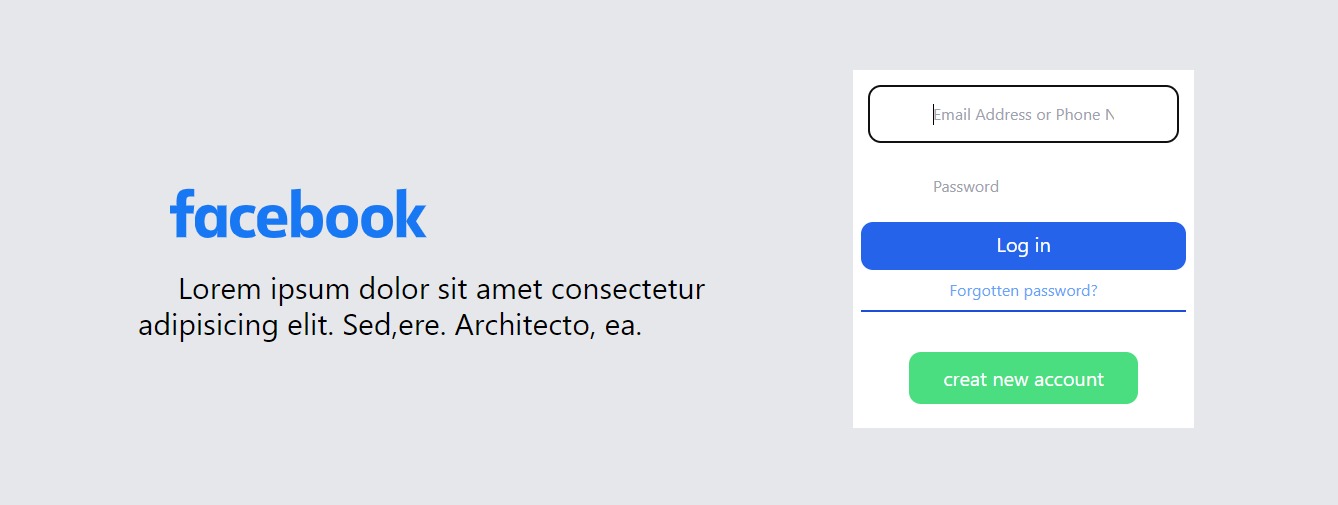 facebook
Lorem ipsum dolor sit amet consectetur
adipisicing elit. Sed,ere. Architecto, ea.
Email Address or Phone
Password
Log in
Forgotten password?
creat new account